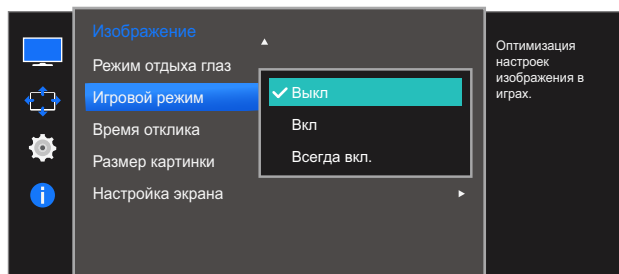 Изображение
Режим отдыха глаз
Игровой режим
Время отклика
Размер картинки
Настройка экрана
Выкл
Вкл
Всегда вкл.
Оптимизация
настроек
изображения в
играх.